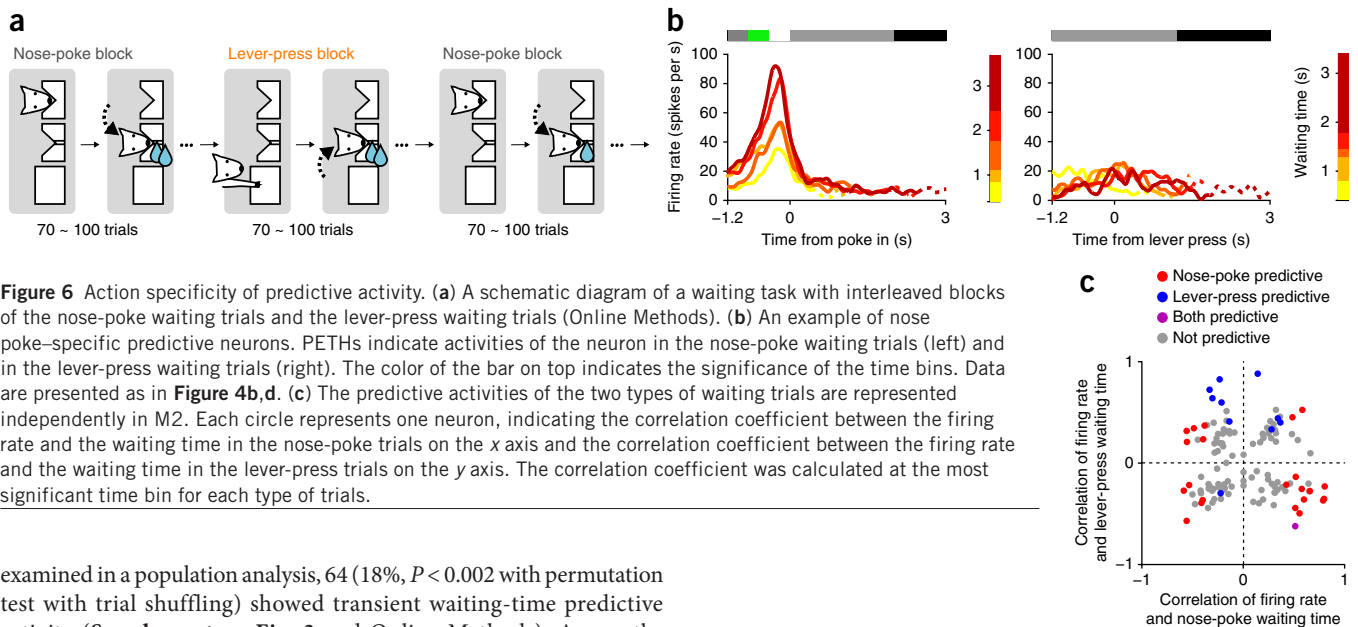 a
Nose-poke block
Lever-press block
Nose-poke block
70 ~ 100 trials
70 ~ 100 trials
70 ~ 100 trials
b
Firing rate (spikes per s)
100
80
60
40
20
0
−1.2
0
3
Time from poke in (s)
3
2
1
100
80
60
40
20
0
−1.2
0
3
Time from lever press (s)
Waiting time (s)
3
2
1
Figure 6 Action specificity of predictive activity. (a) A schematic diagram of a waiting task with interleaved blocks
of the nose-poke waiting trials and the lever-press waiting trials (Online Methods). (b) An example of nose
poke–specific predictive neurons. PETHs indicate activities of the neuron in the nose-poke waiting trials (left) and
in the lever-press waiting trials (right). The color of the bar on top indicates the significance of the time bins. Data
are presented as in Figure 4b,d. (c) The predictive activities of the two types of waiting trials are represented
independently in M2. Each circle represents one neuron, indicating the correlation coefficient between the firing
rate and the waiting time in the nose-poke trials on the x axis and the correlation coefficient between the firing rate
and the waiting time in the lever-press trials on the y axis. The correlation coefficient was calculated at the most
significant time bin for each type of trials.
c
Nose-poke predictive
Lever-press predictive
Both predictive
Not predictive
Correlation of firing rate
and lever-press waiting time
1
0
−1
−1
0
1
Correlation of firing rate
and nose-poke waiting time
examined in a population analysis, 64 (18%, P < 0.002 with permutation
test with trial shuffling) showed transient waiting-time predictive